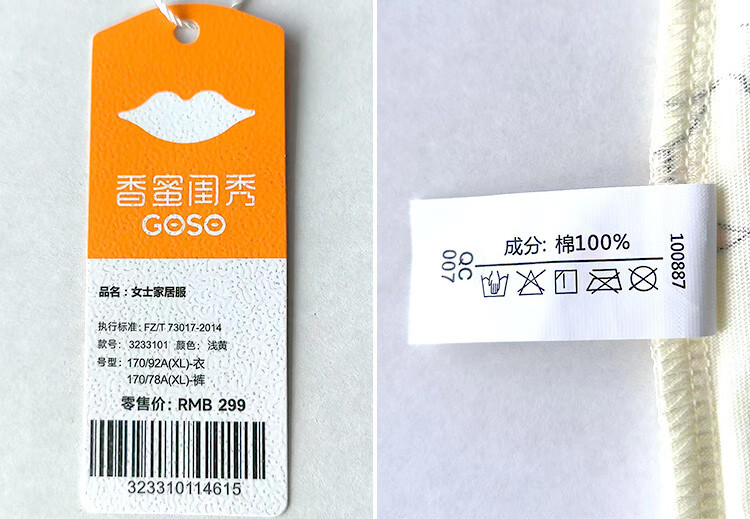 香蜜闺秀
GOSO
品名：女士家居服
执行标准：FZ/T 73017-2014
款号： 3233101 颜色：浅黄
号型：170/92A(XL)-衣
170/78A(XL)-裤
零售价：RMB 299
323310114615
成分: 棉100%
QC
007
100887